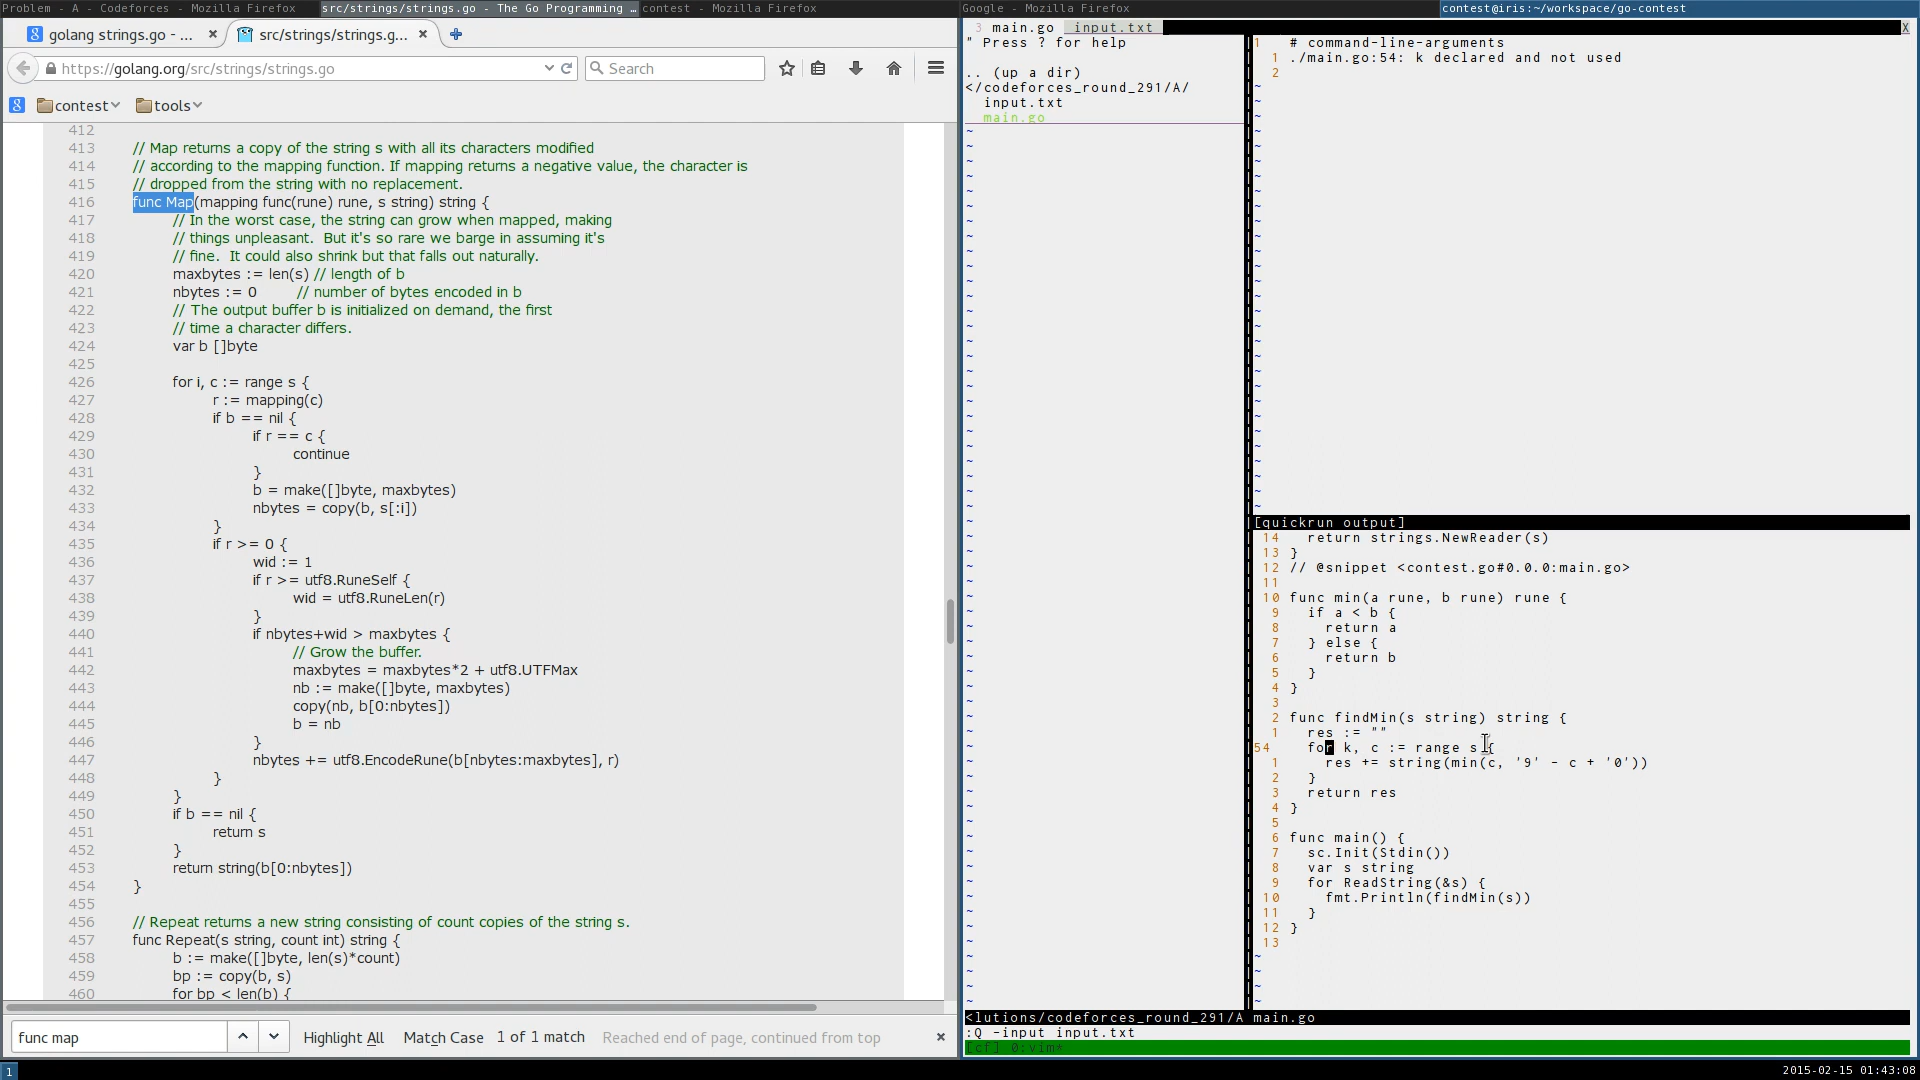 Problem - A - Codeforces - Mozilla Firefox
src/strings/strings.go - The Go Programming …
contest - Mozilla Firefox
Google - Mozilla Firefox
contest@iris:~/workspace/go-contest
golang strings.go - ...
src/strings/strings.g...
https://golang.org/src/strings/strings.go
Search
contest
tools
412
413 // Map returns a copy of the string s with all its characters modified
414 // according to the mapping function. If mapping returns a negative value, the character is
415 // dropped from the string with no replacement.
416 func Map(mapping func(rune) rune, s string) string {
417 // In the worst case, the string can grow when mapped, making
418 // things unpleasant.  But it's so rare we barge in assuming it's
419 // fine.  It could also shrink but that falls out naturally.
420 maxbytes := len(s) // length of b
421 nbytes := 0 // number of bytes encoded in b
422 // The output buffer b is initialized on demand, the first
423 // time a character differs.
424 var b []byte
425
426 for i, c := range s {
427 r := mapping(c)
428 if b == nil {
429 if r == c {
430 continue
431 }
432 b = make([]byte, maxbytes)
433 nbytes = copy(b, s[:i])
434 }
435 if r >= 0 {
436 wid := 1
437 if r >= utf8.RuneSelf {
438 wid = utf8.RuneLen(r)
439 }
440 if nbytes+wid > maxbytes {
441 // Grow the buffer.
442 maxbytes = maxbytes*2 + utf8.UTFMax
443 nb := make([]byte, maxbytes)
444 copy(nb, b[0:nbytes])
445 b = nb
446 }
447 nbytes += utf8.EncodeRune(b[nbytes:maxbytes], r)
448 }
449 }
450 if b == nil {
451 return s
452 }
453 return string(b[0:nbytes])
454 }
455
456 // Repeat returns a new string consisting of count copies of the string s.
457 func Repeat(s string, count int) string {
458 b := make([]byte, len(s)*count)
459 bp := copy(b, s)
460 for bp < len(b) {
func map
Highlight All
Match Case
1 of 1 match
Reached end of page, continued from top
3 main.go input.txt X
" Press ? for help
.. (up a dir)
</codeforces_round_291/A/
input.txt
main.go
1 # command-line-arguments
1 ./main.go:54: k declared and not used
2
[quickrun output]
14 return strings.NewReader(s)
13 }
12 // @snippet <contest.go#0.0.0:main.go>
11
10 func min(a rune, b rune) rune {
9 if a < b {
8 return a
7 } else {
6 return b
5 }
4 }
3
2 func findMin(s string) string {
1 res := ""
54 for k, c := range s {
1 res += string(min(c, '9' - c + '0'))
2 }
3 return res
4 }
5
6 func main() {
7 sc.Init(Stdin())
8 var s string
9 for ReadString(&s) {
10 fmt.Println(findMin(s))
11 }
12 }
13
<lutions/codeforces_round_291/A main.go
:Q -input input.txt
[cf] 0:vim*
1
2015-02-15 01:43:08